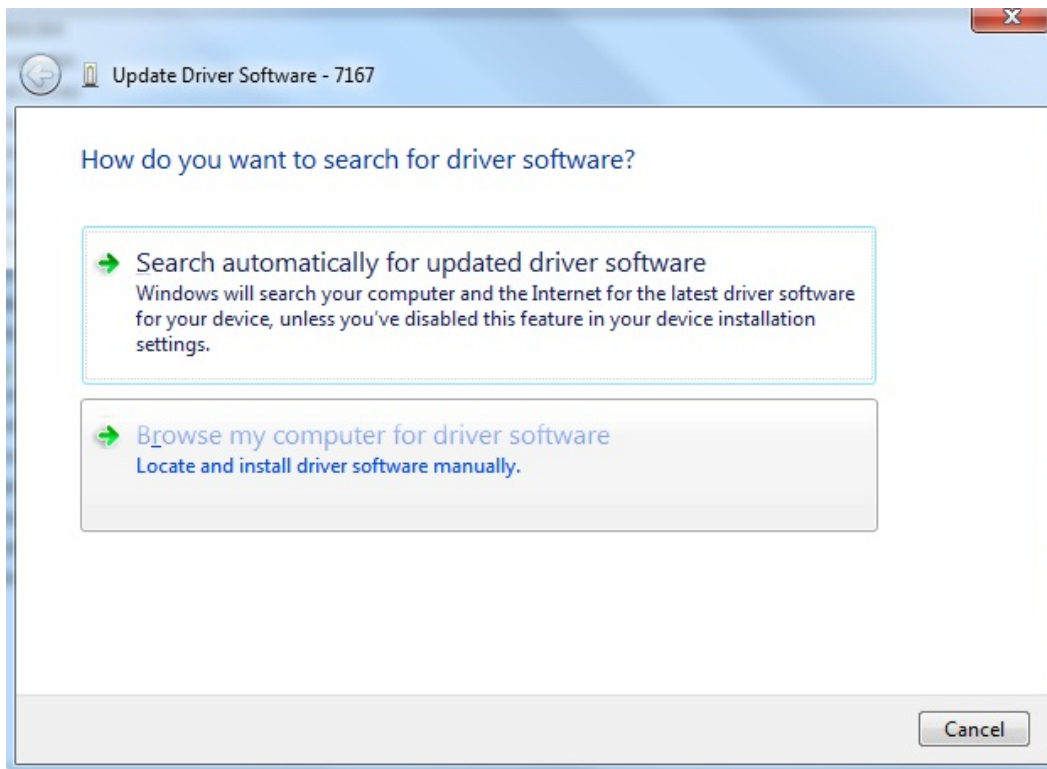 Update Driver Software - 7167
How do you want to search for driver software?
Search automatically for updated driver software
Windows will search your computer and the Internet for the latest driver software
for your device, unless you've disabled this feature in your device installation
settings.
Browse my computer for driver software
Locate and install driver software manually.
Cancel